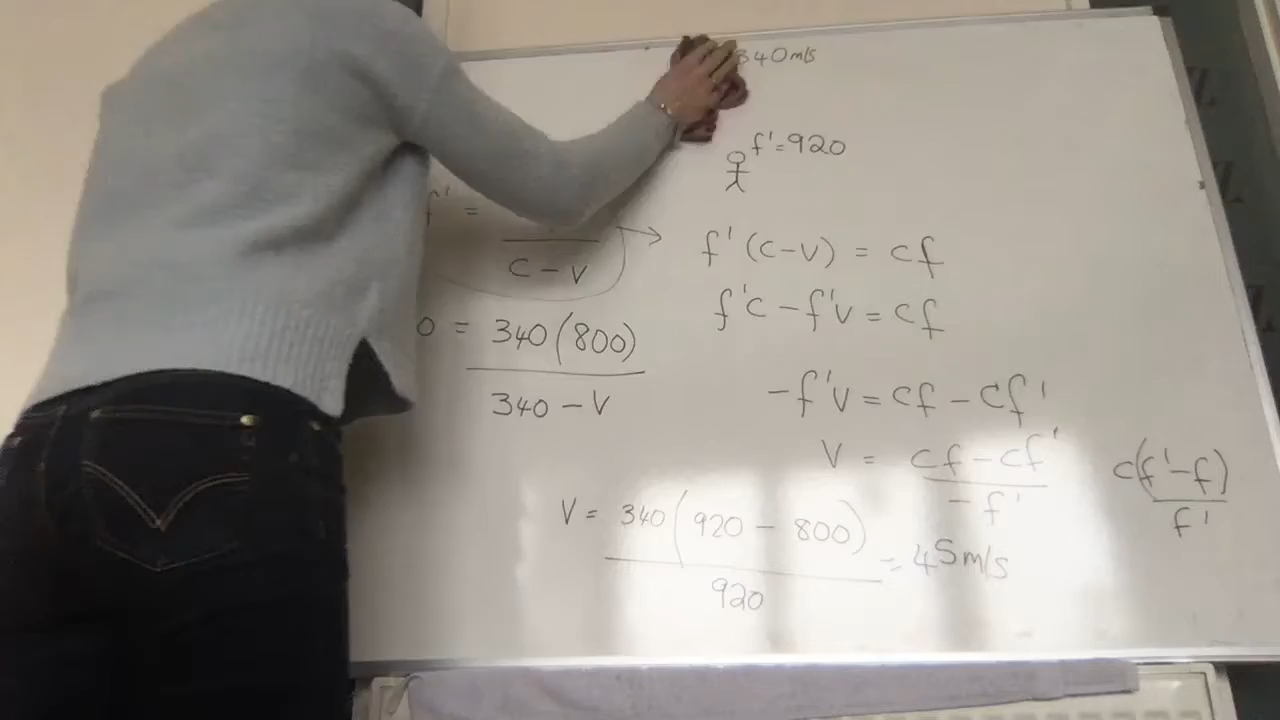 340m/s
f'=920
f' =
c - v
f'(c-v) = cf
f'c - f'v = cf
0 = 340(800)
340 - v
-f'v = cf - cf'
v = cf - cf'
-f'
c(f'-f)
f'
v = 340(920 - 800) = 45m/s
920